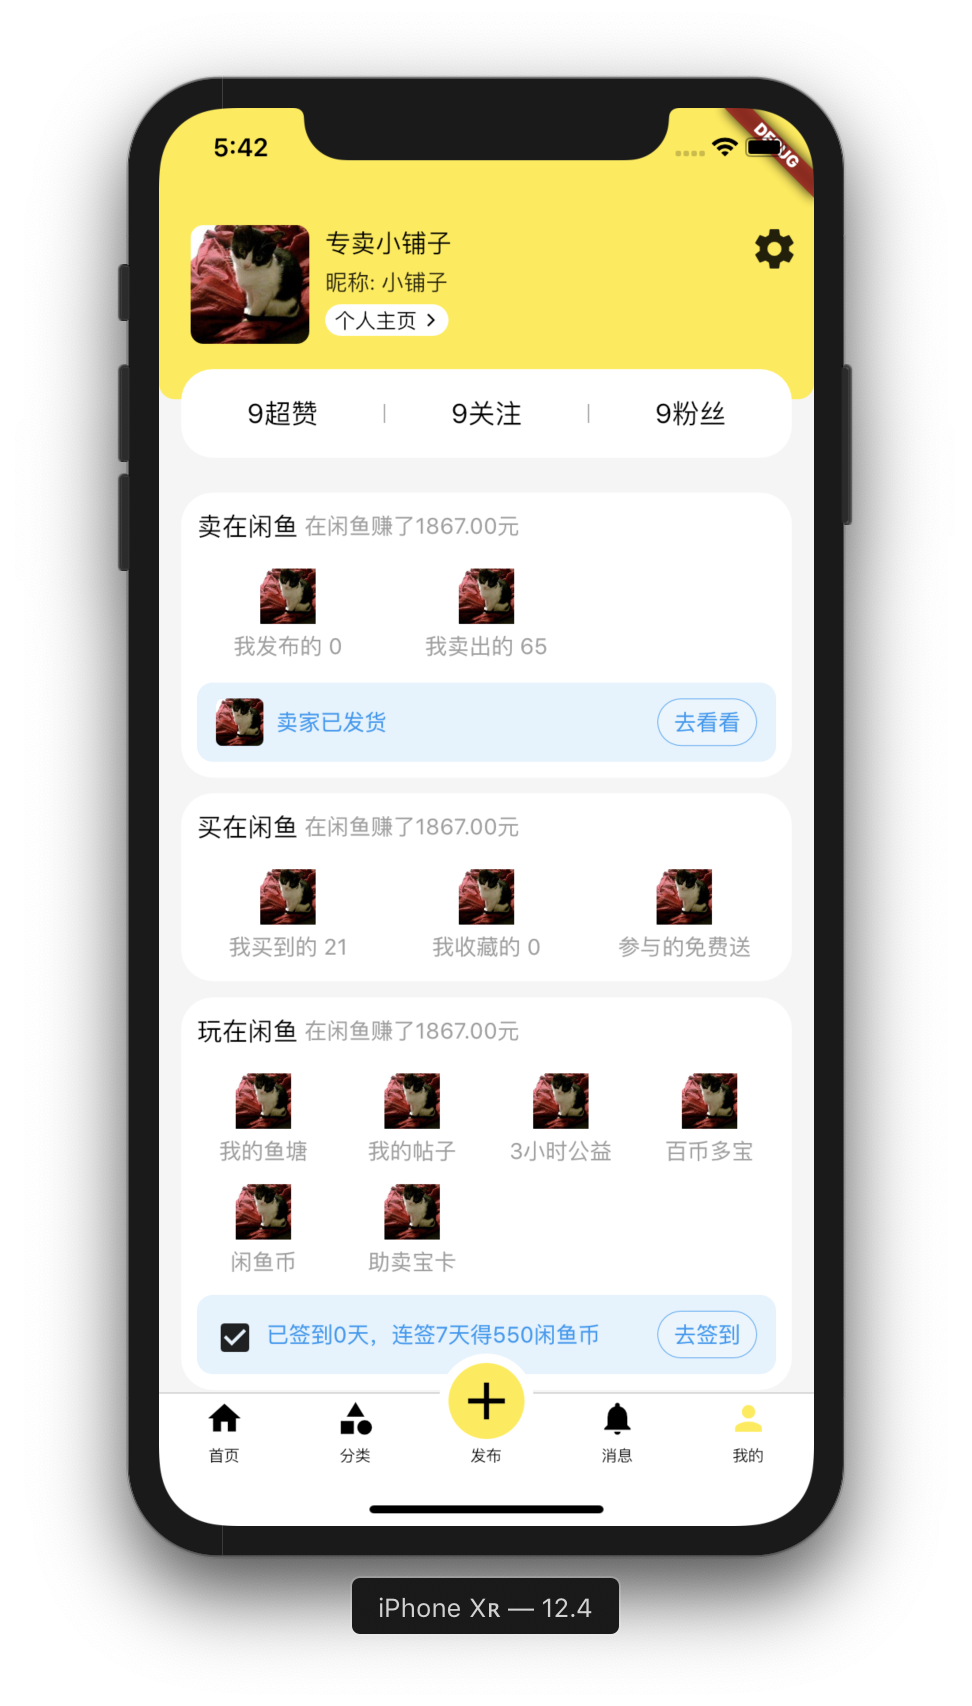 5:42
DEBUG
专卖小铺子
昵称: 小铺子
个人主页
9超赞 | 9关注 | 9粉丝
卖在闲鱼 在闲鱼赚了1867.00元
我发布的 0 我卖出的 65
卖家已发货 去看看
买在闲鱼 在闲鱼赚了1867.00元
我买到的 21 我收藏的 0 参与的免费送
玩在闲鱼 在闲鱼赚了1867.00元
我的鱼塘 我的帖子 3小时公益 百币多宝
闲鱼币 助卖宝卡
已签到0天，连签7天得550闲鱼币 去签到
首页 分类 发布 消息 我的
iPhone Xʀ — 12.4